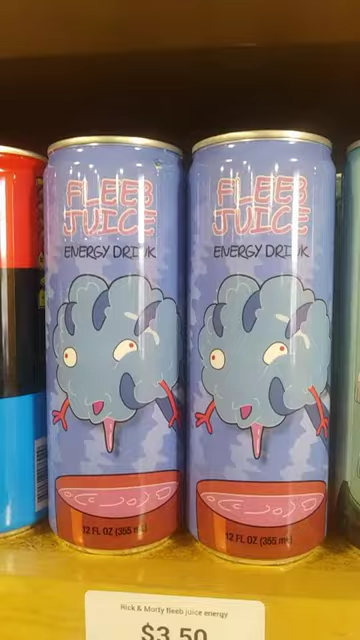 FLEEB
JUICE
ENERGY DRINK
12 FL OZ (355 ml)
FLEEB
JUICE
ENERGY DRINK
12 FL OZ (355 ml)
Rick & Morty fleeb juice energy
$3.50